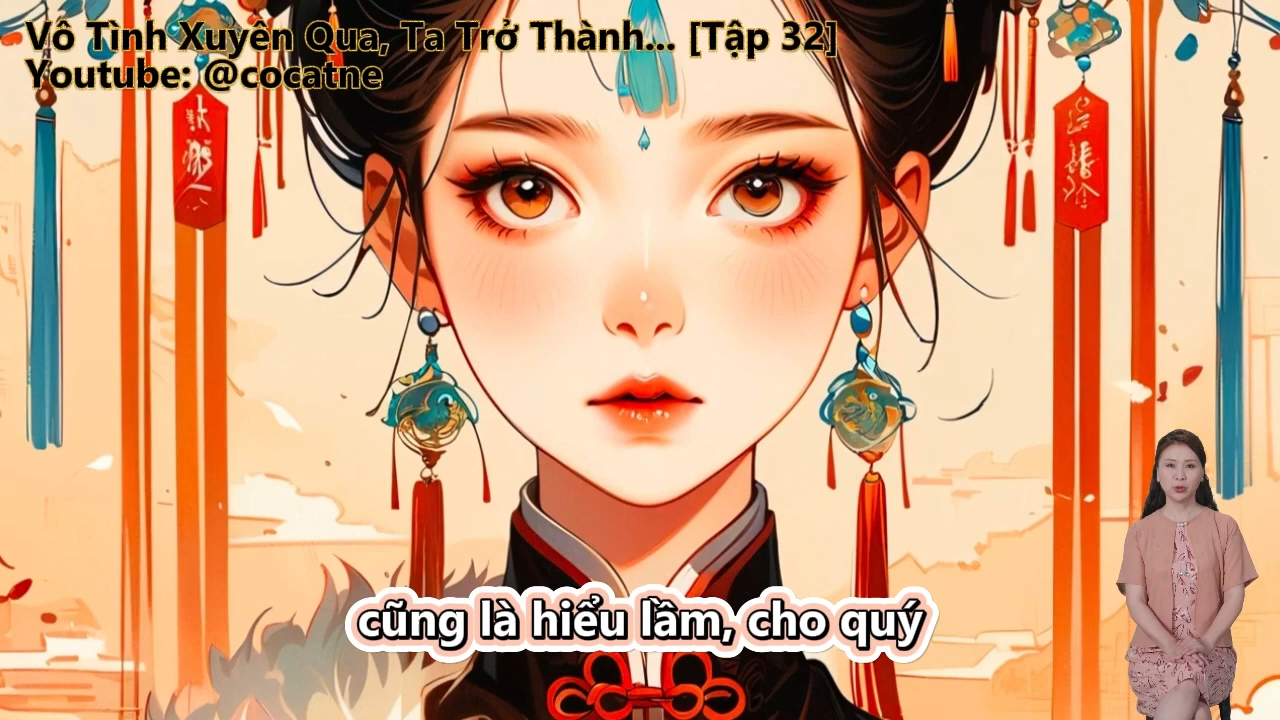 Vô Tình Xuyên Qua, Ta Trở Thành... [Tập 32]
Youtube: @cocatne
cũng là hiểu lầm, cho quý